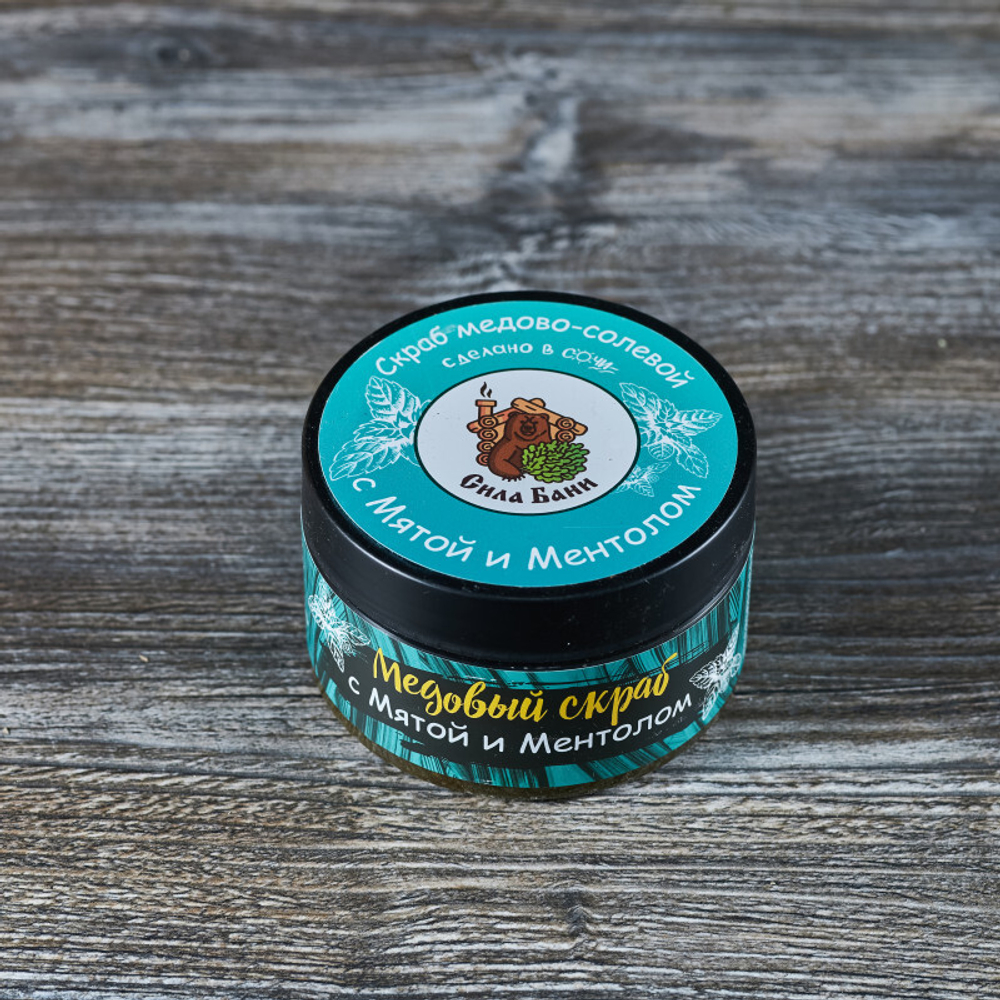 Скраб медово-солевой
сделано в сочи
Сила Бани
с Мятой и Ментолом
Медовый скраб
с Мятой и Ментолом